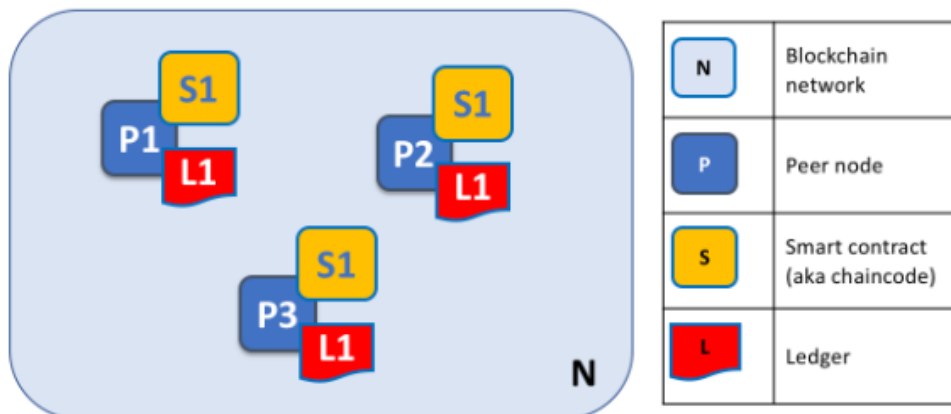 S1
P1
L1
S1
P2
L1
S1
P3
L1
N
N
Blockchain
network
P
Peer node
S
Smart contract
(aka chaincode)
L
Ledger